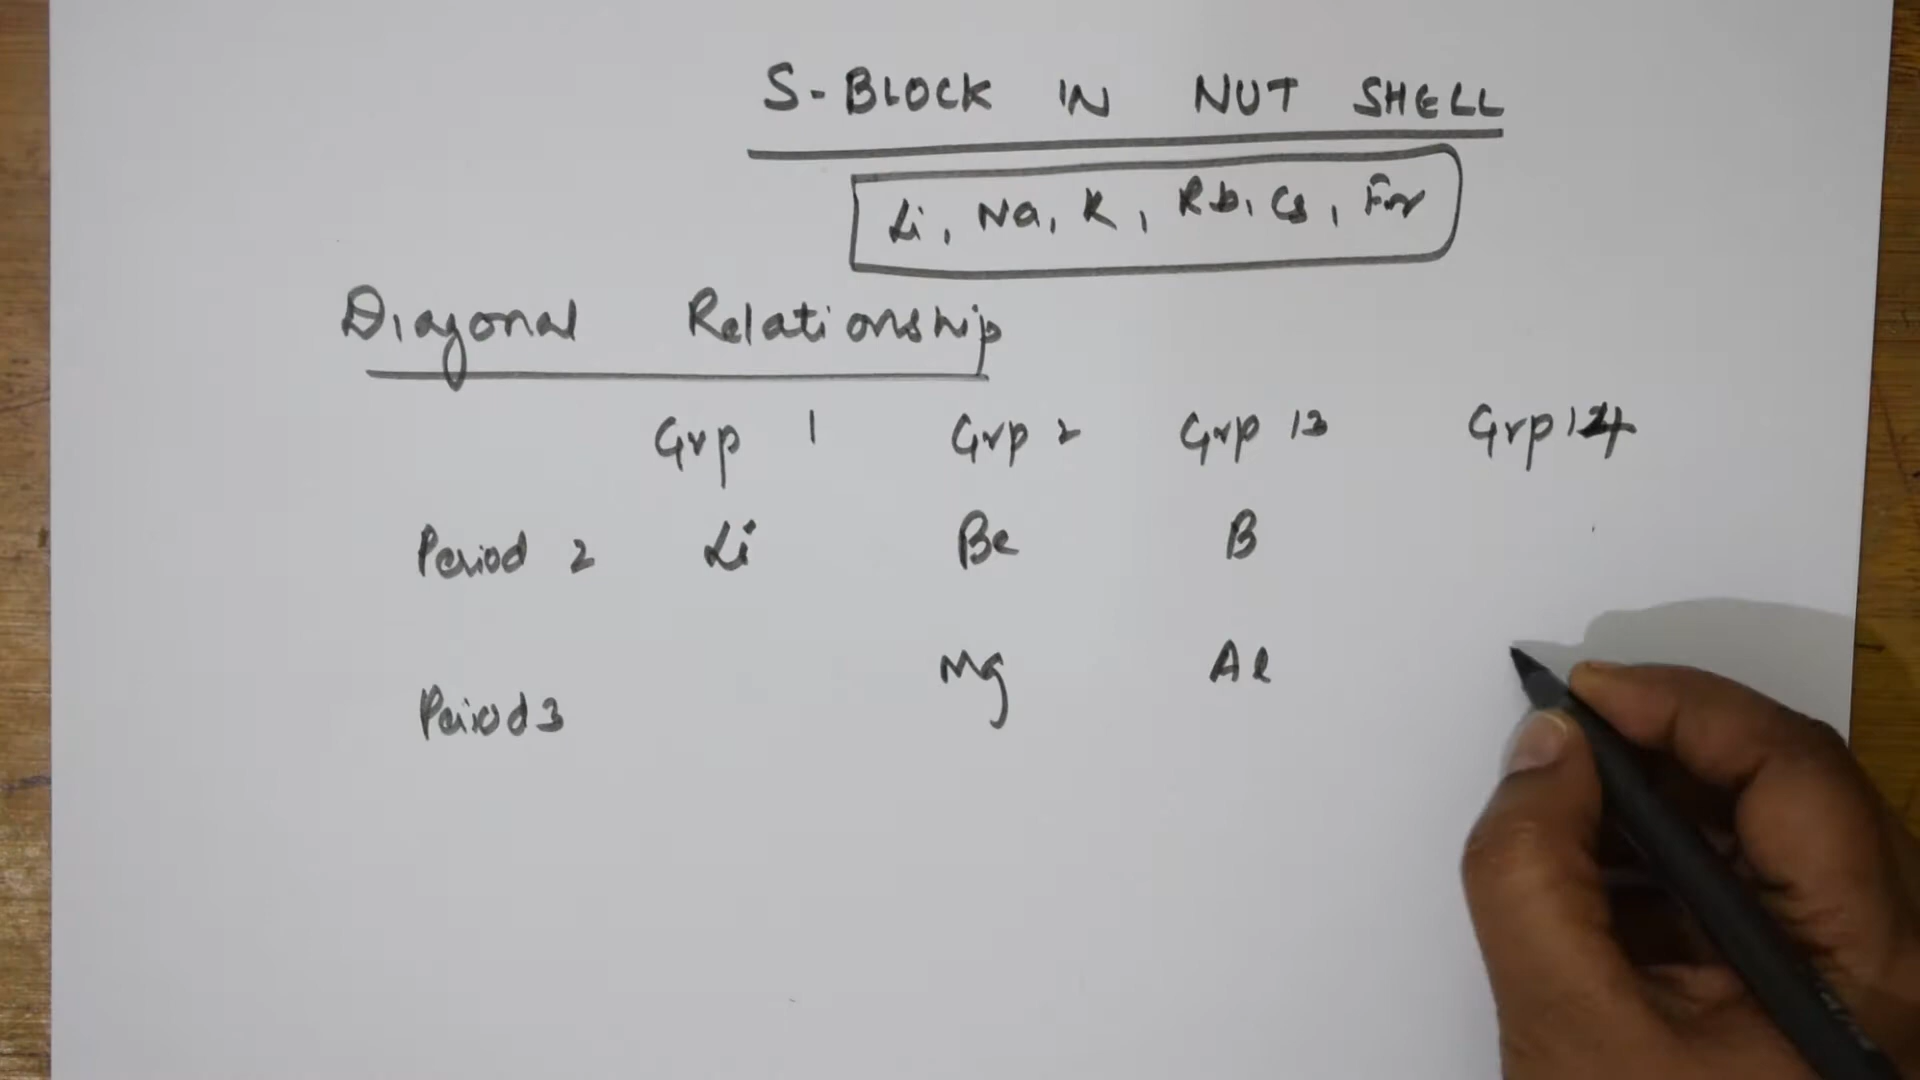 S-BLOCK IN NUT SHELL
Li, Na, K, Rb, Cs, Fr
Diagonal Relationship
Grp 1 Grp 2 Grp 13 Grp 14
Period 2 Li Be B
Period 3 Mg Al